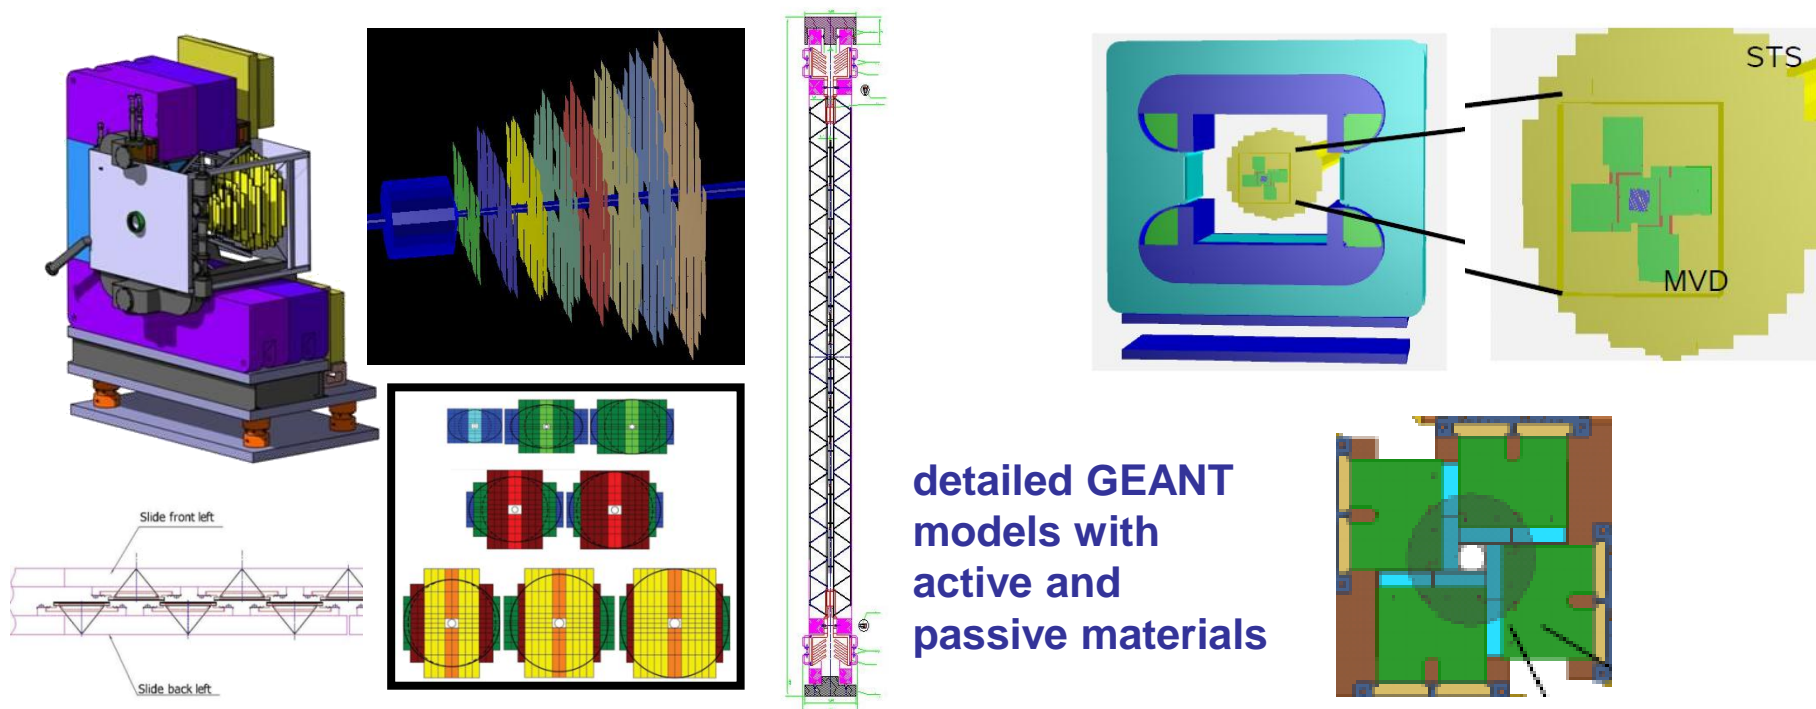 STS
MVD
detailed GEANT
models with
active and
passive materials
Slide front left
Slide back left